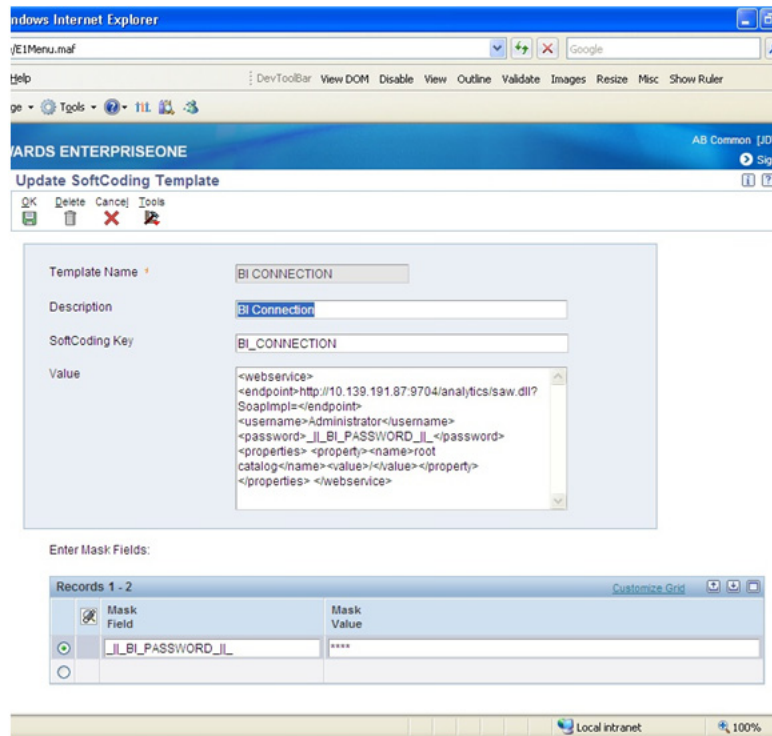 ndows Internet Explorer
/E1Menu.maf
Google
Help
DevToolBar View DOM Disable View Outline Validate Images Resize Misc Show Ruler
ge Tools
ARDS ENTERPRISEONE
AB Common [JD
Sig
Update SoftCoding Template
OK Delete Cancel Tools
Template Name *
BI CONNECTION
Description
BI Connection
SoftCoding Key
BI_CONNECTION
Value
<webservice>
<endpoint>http://10.139.191.87:9704/analytics/saw.dll?
SoapImpl=</endpoint>
<username>Administrator</username>
<password>_||_BI_PASSWORD_||_</password>
<properties> <property><name>root
catalog</name><value>/</value></property>
</properties> </webservice>
Enter Mask Fields:
Records 1 - 2
Customize Grid
Mask
Field
Mask
Value
_||_BI_PASSWORD_||_
****
Local intranet
100%